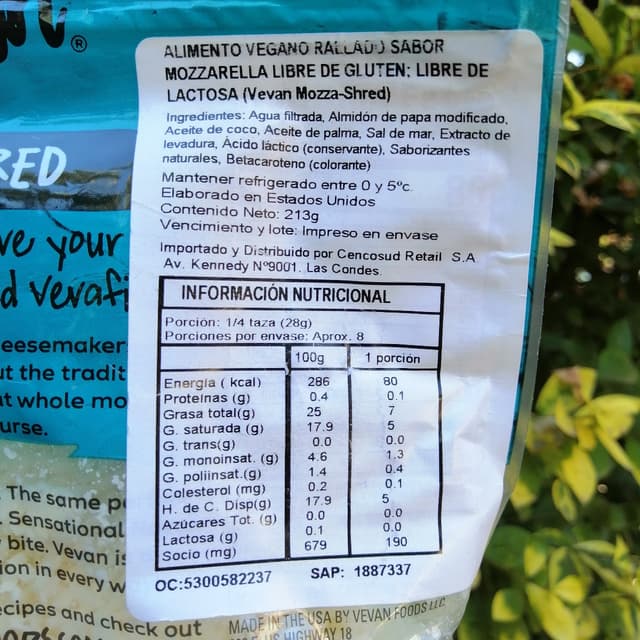 ALIMENTO VEGANO RALLADO SABOR
MOZZARELLA LIBRE DE GLUTEN; LIBRE DE
LACTOSA (Vevan Mozza-Shred)
Ingredientes: Agua filtrada, Almidón de papa modificado,
Aceite de coco, Aceite de palma, Sal de mar, Extracto de
levadura, Ácido láctico (conservante), Saborizantes
naturales, Betacaroteno (colorante)
Mantener refrigerado entre 0 y 5ºc.
Elaborado en Estados Unidos
Contenido Neto: 213g
Vencimiento y lote: Impreso en envase
Importado y Distribuido por Cencosud Retail S.A
Av. Kennedy Nº9001. Las Condes.
INFORMACIÓN NUTRICIONAL
Porción: 1/4 taza (28g)
Porciones por envase: Aprox. 8
100g 1 porción
Energía ( kcal) 286 80
Proteínas (g) 0.4 0.1
Grasa total(g) 25 7
G. saturada (g) 17.9 5
G. trans(g) 0.0 0.0
G. monoinsat. (g) 4.6 1.3
G. poliinsat.(g) 1.4 0.4
Colesterol (mg) 0.2 0.1
H. de C. Disp(g) 17.9 5
Azúcares Tot. (g) 0.0 0.0
Lactosa (g) 0.1 0.0
Socio (mg) 679 190
OC:5300582237 SAP: 1887337
®
RED
ve your
d Verafi
eesemaker
ut the tradit
at whole mo
urse.
The same p
Sensational
bite. Vevan is
ion in every w
ecipes and check out
MADE IN THE USA BY VEVAN FOODS LLC
HIGHWAY 18